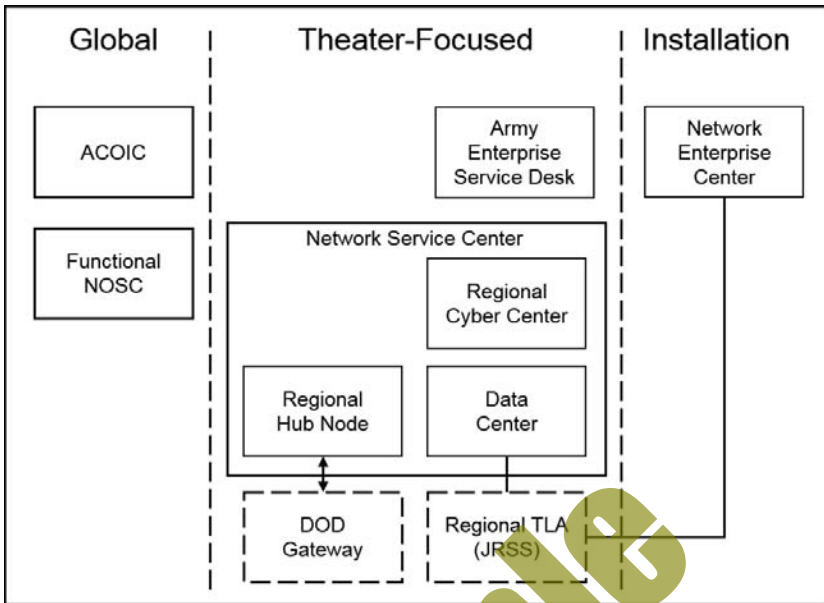 Global
Theater-Focused
Installation
ACOIC
Army
Enterprise
Service Desk
Network
Enterprise
Center
Functional
NOSC
Network Service Center
Regional
Cyber Center
Regional
Hub Node
Data
Center
DOD
Gateway
Regional TLA
(JRSS)